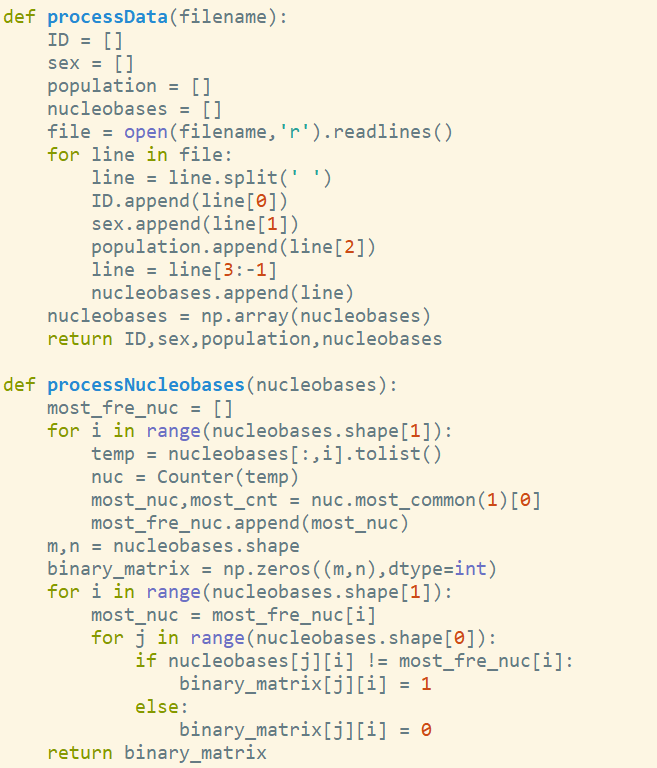 def processData(filename):
    ID = []
    sex = []
    population = []
    nucleobases = []
    file = open(filename,'r').readlines()
    for line in file:
        line = line.split(' ')
        ID.append(line[0])
        sex.append(line[1])
        population.append(line[2])
        line = line[3:-1]
        nucleobases.append(line)
    nucleobases = np.array(nucleobases)
    return ID,sex,population,nucleobases

def processNucleobases(nucleobases):
    most_fre_nuc = []
    for i in range(nucleobases.shape[1]):
        temp = nucleobases[:,i].tolist()
        nuc = Counter(temp)
        most_nuc,most_cnt = nuc.most_common(1)[0]
        most_fre_nuc.append(most_nuc)
    m,n = nucleobases.shape
    binary_matrix = np.zeros((m,n),dtype=int)
    for i in range(nucleobases.shape[1]):
        most_nuc = most_fre_nuc[i]
        for j in range(nucleobases.shape[0]):
            if nucleobases[j][i] != most_fre_nuc[i]:
                binary_matrix[j][i] = 1
            else:
                binary_matrix[j][i] = 0
    return binary_matrix